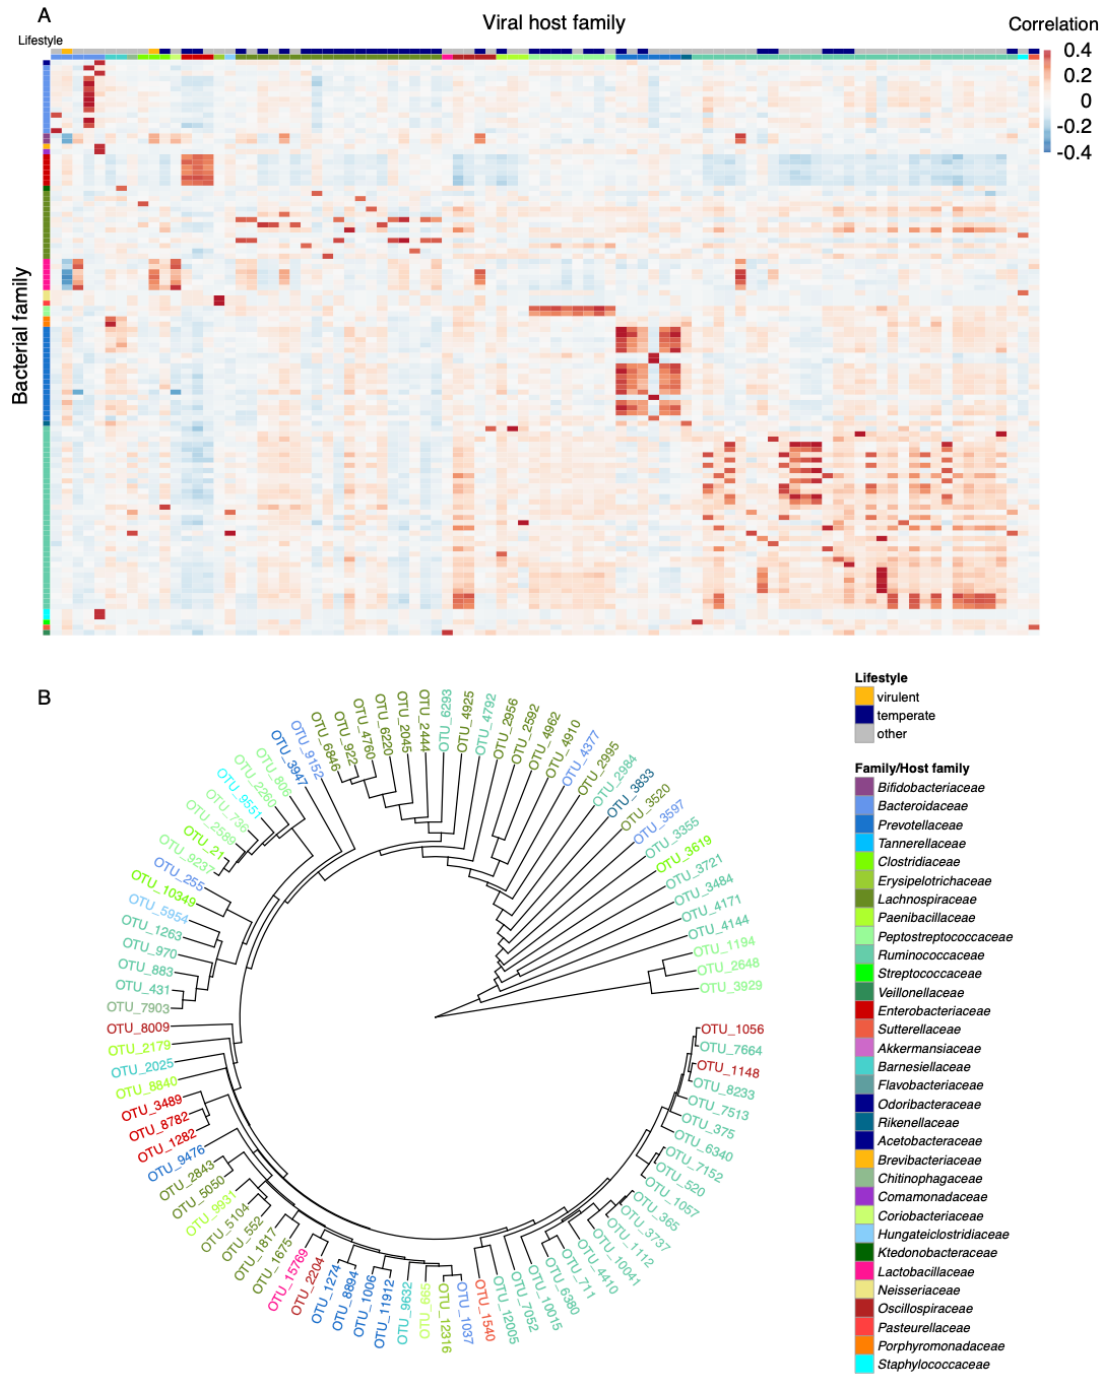 A
Viral host family
Correlation
Lifestyle
0.4
0.2
0
-0.2
-0.4
Bacterial family
B
OTU_3947
OTU_9152
OTU_6846
OTU_922
OTU_4760
OTU_6220
OTU_2045
OTU_2444
OTU_6293
OTU_4925
OTU_4792
OTU_2956
OTU_2592
OTU_4962
OTU_4910
OTU_4377
OTU_2995
OTU_2984
OTU_3833
OTU_3520
OTU_3597
OTU_3355
OTU_3619
OTU_3721
OTU_3484
OTU_4171
OTU_4144
OTU_1194
OTU_2648
OTU_3929
OTU_1056
OTU_7664
OTU_1148
OTU_8233
OTU_7513
OTU_375
OTU_6340
OTU_7152
OTU_520
OTU_1057
OTU_365
OTU_3737
OTU_1112
OTU_10041
OTU_4410
OTU_711
OTU_6380
OTU_10015
OTU_7052
OTU_12005
OTU_1540
OTU_1037
OTU_12316
OTU_665
OTU_9632
OTU_11912
OTU_1006
OTU_8894
OTU_1274
OTU_2204
OTU_15769
OTU_1675
OTU_1817
OTU_552
OTU_5104
OTU_9931
OTU_5050
OTU_2843
OTU_9476
OTU_1282
OTU_8782
OTU_3489
OTU_8840
OTU_2025
OTU_2179
OTU_8009
OTU_7903
OTU_431
OTU_883
OTU_970
OTU_1263
OTU_5954
OTU_10349
OTU_255
OTU_9237
OTU_21
OTU_2589
OTU_736
OTU_9551
OTU_2260
OTU_806
Lifestyle
virulent
temperate
other
Family/Host family
Bifidobacteriaceae
Bacteroidaceae
Prevotellaceae
Tannerellaceae
Clostridiaceae
Erysipelotrichaceae
Lachnospiraceae
Paenibacillaceae
Peptostreptococcaceae
Ruminococcaceae
Streptococcaceae
Veillonellaceae
Enterobacteriaceae
Sutterellaceae
Akkermansiaceae
Barnesiellaceae
Flavobacteriaceae
Odoribacteraceae
Rikenellaceae
Acetobacteraceae
Brevibacteriaceae
Chitinophagaceae
Comamonadaceae
Coriobacteriaceae
Hungateiclostridiaceae
Ktedonobacteraceae
Lactobacillaceae
Neisseriaceae
Oscillospiraceae
Pasteurellaceae
Porphyromonadaceae
Staphylococcaceae